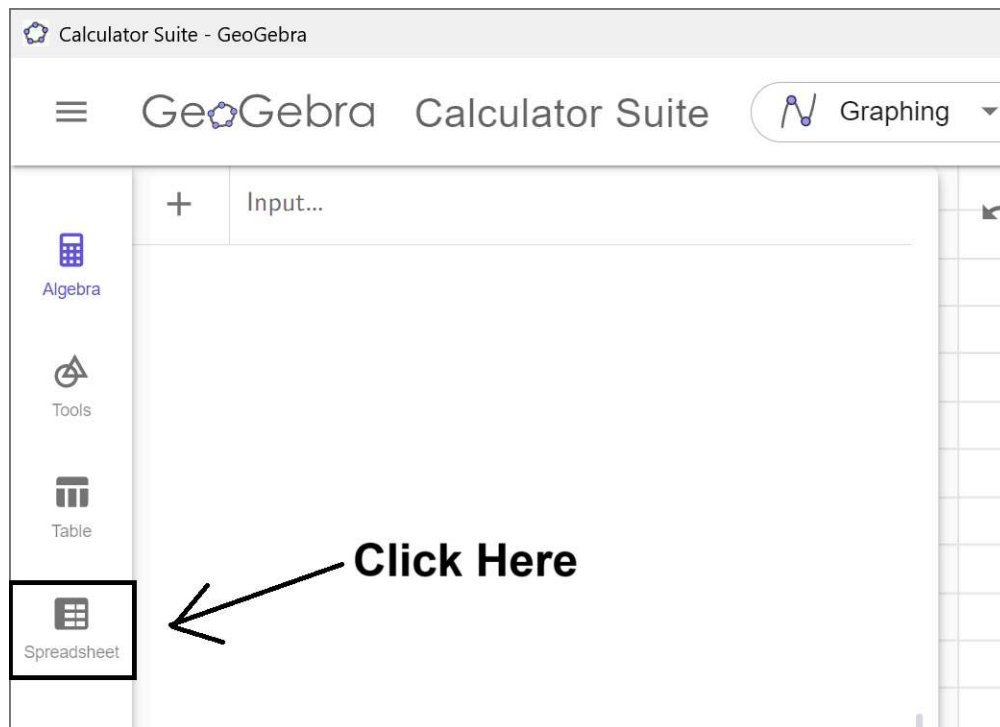 Calculator Suite - GeoGebra
GeoGebra Calculator Suite Graphing
Input...
Algebra
Tools
Table
Click Here
Spreadsheet